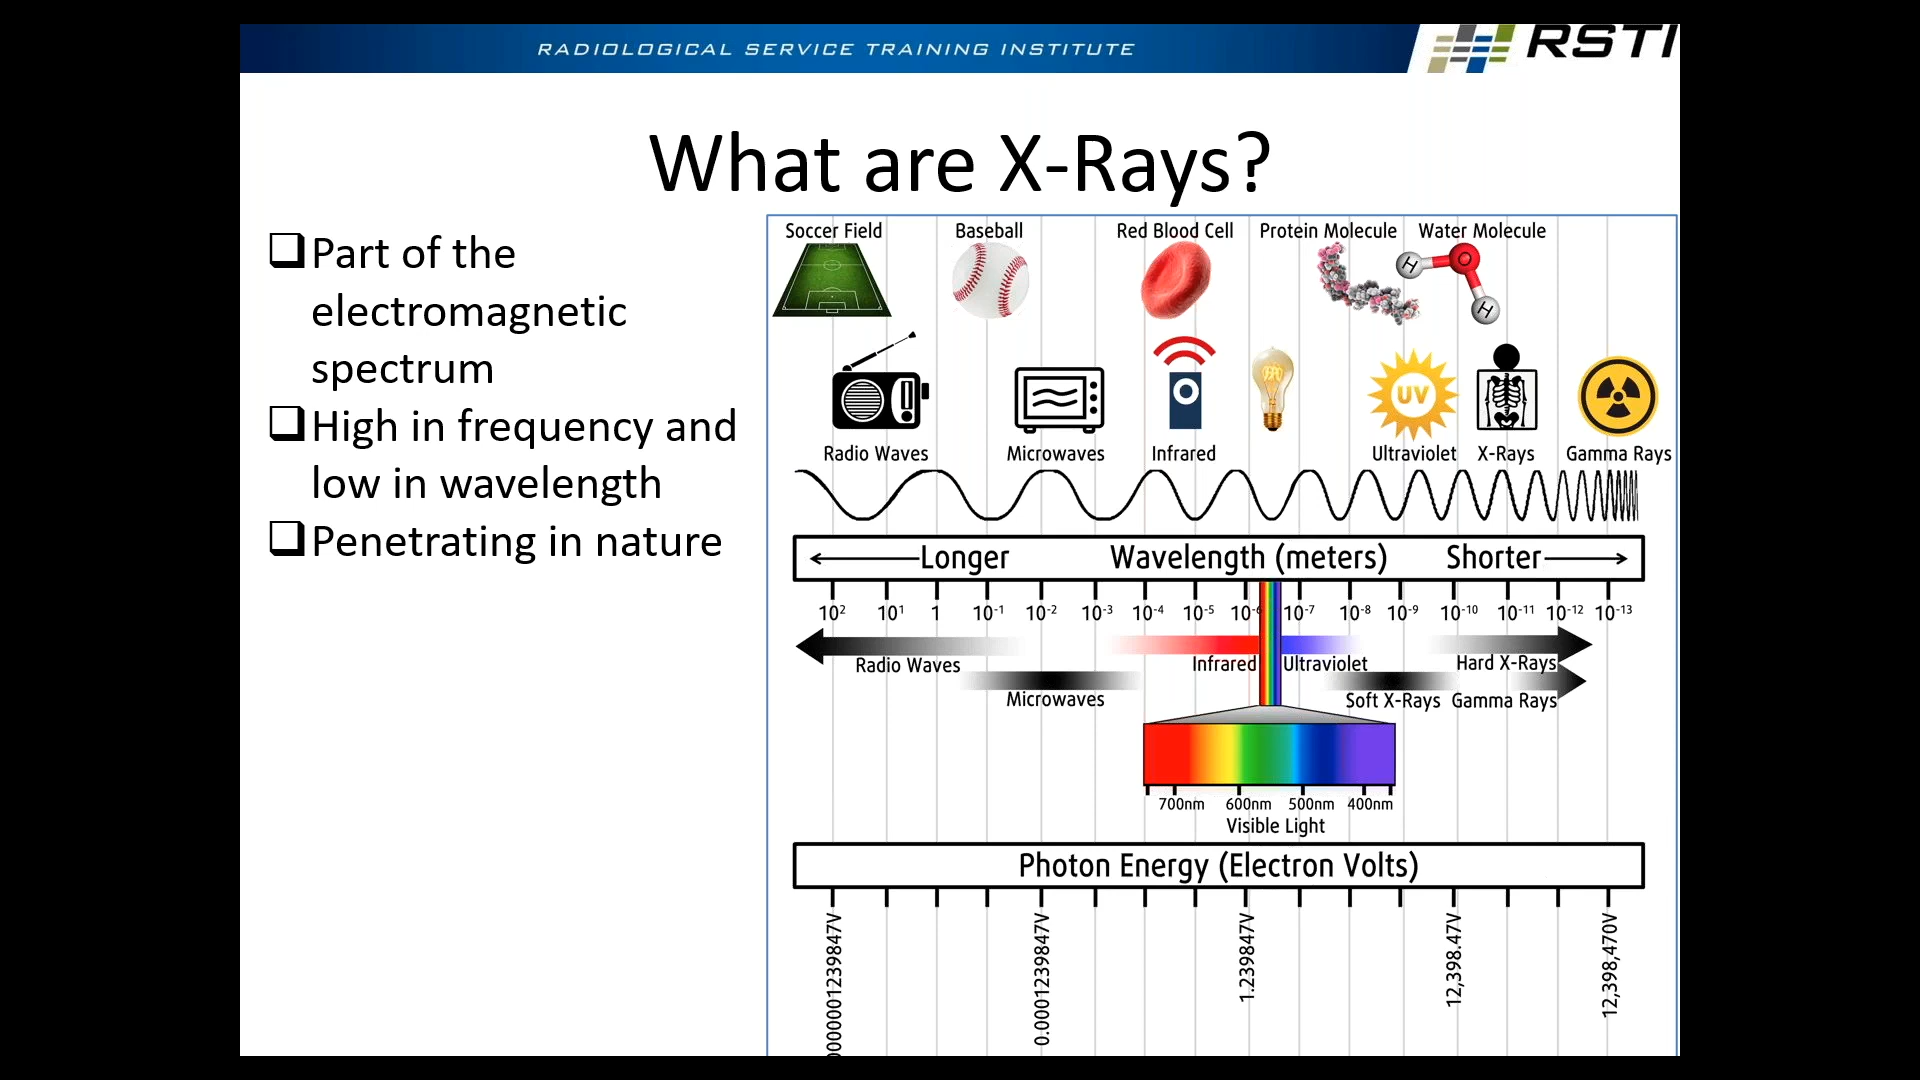 RADIOLOGICAL SERVICE TRAINING INSTITUTE
RSTI
What are X-Rays?
Part of the
electromagnetic
spectrum
High in frequency and
low in wavelength
Penetrating in nature
Soccer Field Baseball Red Blood Cell Protein Molecule Water Molecule
H O H
UV
Radio Waves Microwaves Infrared Ultraviolet X-Rays Gamma Rays
Longer Wavelength (meters) Shorter
10² 10¹ 1 10⁻¹ 10⁻² 10⁻³ 10⁻⁴ 10⁻⁵ 10⁻⁶ 10⁻⁷ 10⁻⁸ 10⁻⁹ 10⁻¹⁰ 10⁻¹¹ 10⁻¹² 10⁻¹³
Radio Waves Infrared Ultraviolet Hard X-Rays
Microwaves Soft X-Rays Gamma Rays
700nm 600nm 500nm 400nm
Visible Light
Photon Energy (Electron Volts)
0.0001239847V 1.239847V 12,398.47V 12,398,470V